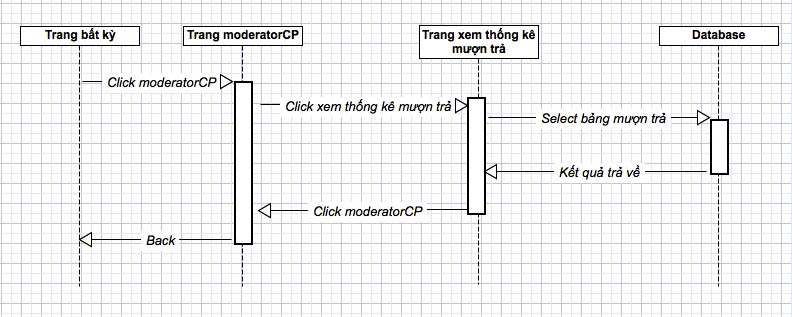 Trang bất kỳ
Trang moderatorCP
Trang xem thống kê
mượn trả
Database
Click moderatorCP
Click xem thống kê mượn trả
Select bảng mượn trả
Kết quả trả về
Click moderatorCP
Back